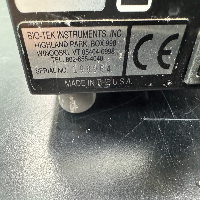 BIO-TEK INSTRUMENTS, INC.
HIGHLAND PARK, BOX 998
WINOOSKI, VT 05404-0998
TEL. 802-655-4040
SERIAL NO.
MADE IN THE U.S.A.
CE